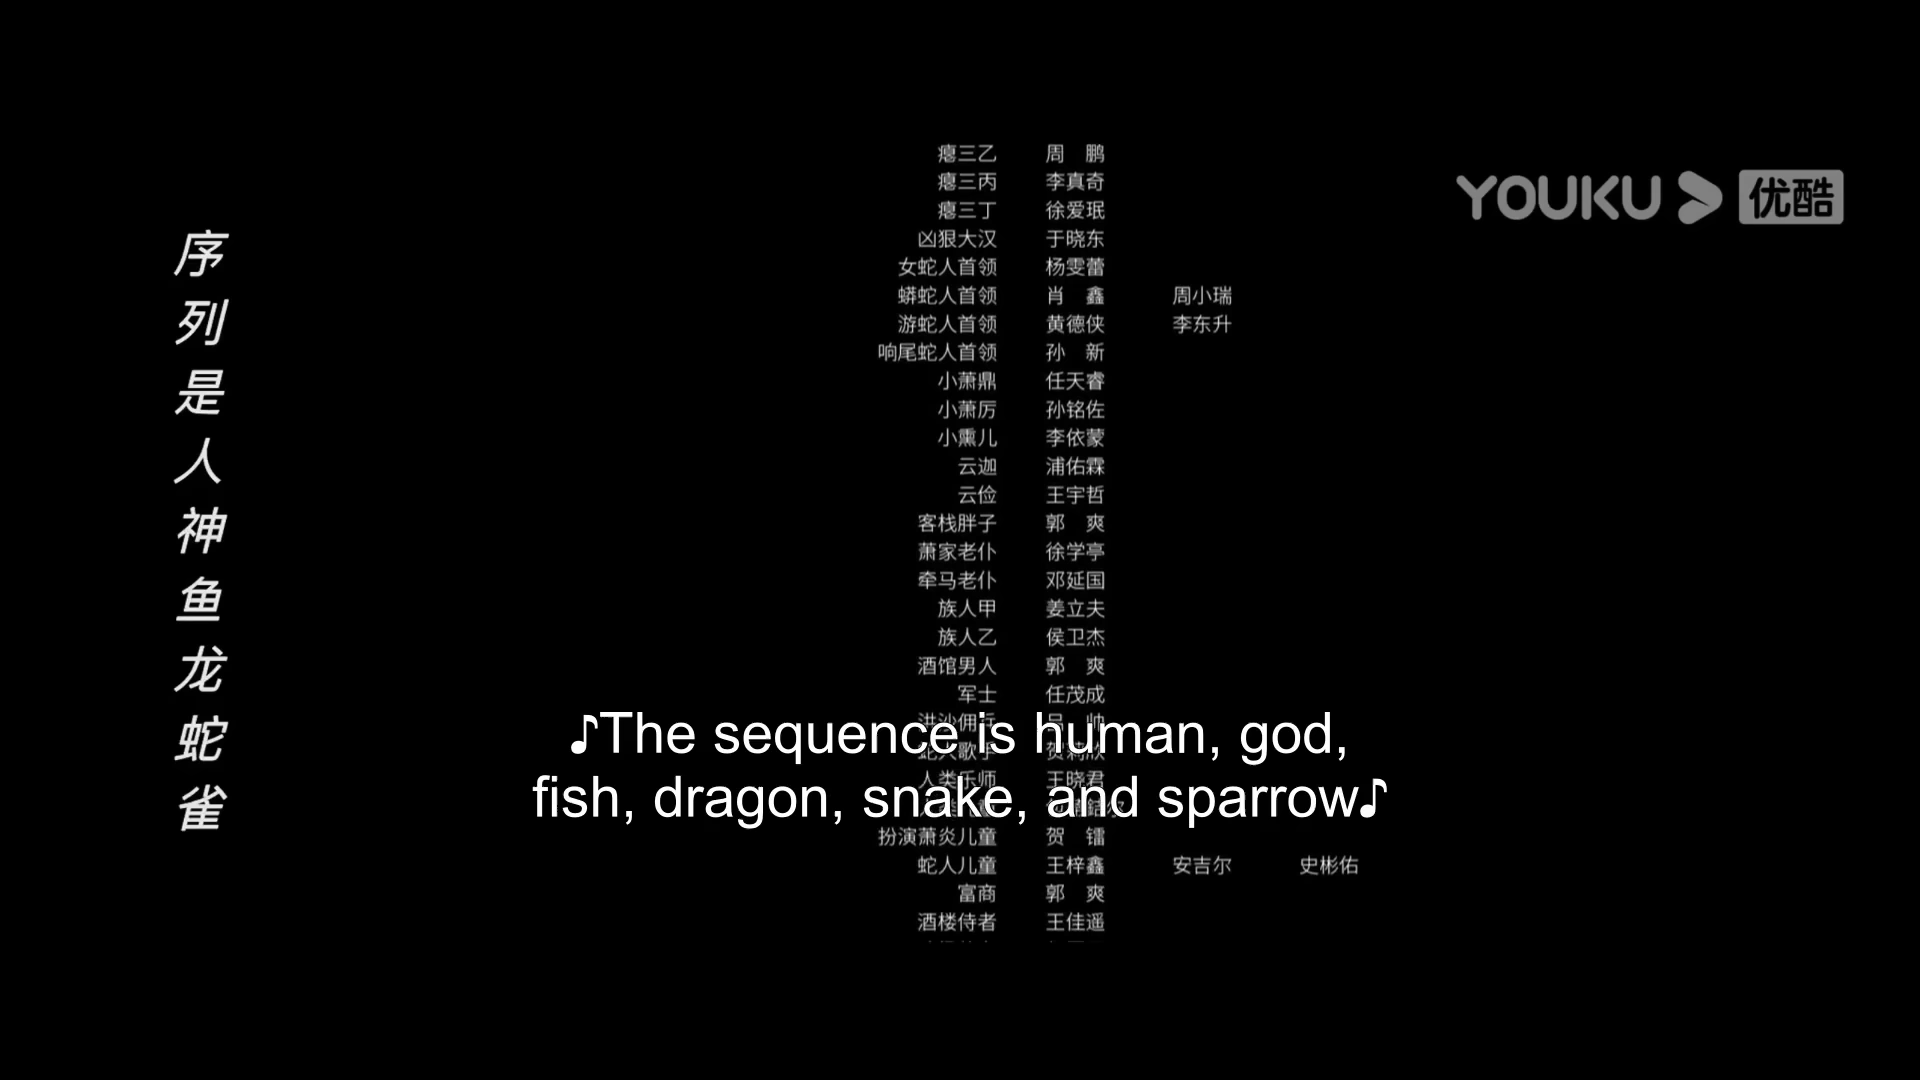 序列是人神鱼龙蛇雀
YOUKU 优酷
瘪三乙 周 鹏
瘪三丙 李真奇
瘪三丁 徐爱珉
凶狠大汉 于晓东
女蛇人首领 杨雯蕾
蟒蛇人首领 肖 鑫 周小瑞
游蛇人首领 黄德侠 李东升
响尾蛇人首领 孙 新
小萧鼎 任天睿
小萧厉 孙铭佐
小熏儿 李依蒙
云迦 浦佑霖
云俭 王宇哲
客栈胖子 郭 爽
萧家老仆 徐学亭
牵马老仆 邓延国
族人甲 姜立夫
族人乙 侯卫杰
酒馆男人 郭 爽
军士 任茂成
♪The sequence is human, god,
fish, dragon, snake, and sparrow♪
人类乐师 王晓君
扮演萧炎儿童 贺 镭
蛇人儿童 王梓鑫 安吉尔 史彬佑
富商 郭 爽
酒楼侍者 王佳遥